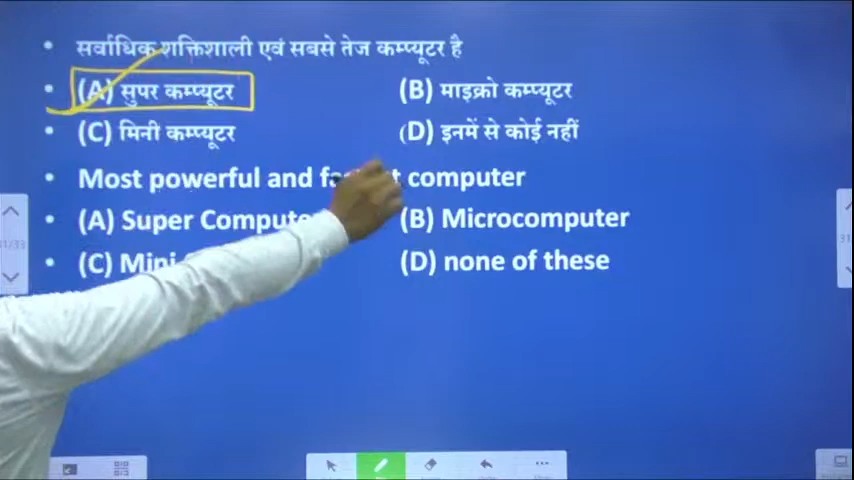 • सर्वाधिक शक्तिशाली एवं सबसे तेज कम्प्यूटर है
• (A) सुपर कम्प्यूटर (B) माइक्रो कम्प्यूटर
• (C) मिनी कम्प्यूटर (D) इनमें से कोई नहीं
• Most powerful and computer
• (A) Super (B) Microcomputer
• (C) (D) none of these